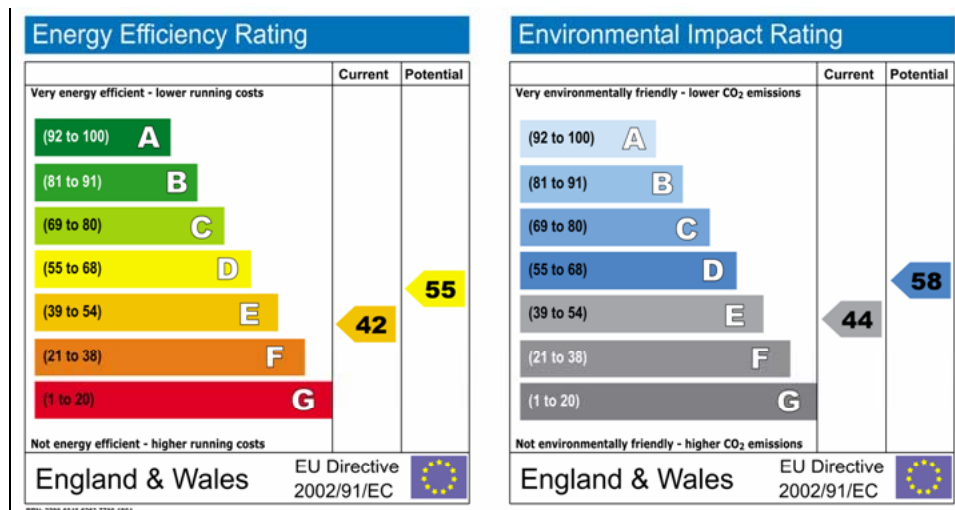 Energy Efficiency Rating
Current Potential
Very energy efficient - lower running costs
(92 to 100) A
(81 to 91) B
(69 to 80) C
(55 to 68) D
(39 to 54) E
(21 to 38) F
(1 to 20) G
42
55
Not energy efficient - higher running costs
England & Wales
EU Directive
2002/91/EC
Environmental Impact Rating
Current Potential
Very environmentally friendly - lower CO₂ emissions
(92 to 100) A
(81 to 91) B
(69 to 80) C
(55 to 68) D
(39 to 54) E
(21 to 38) F
(1 to 20) G
44
58
Not environmentally friendly - higher CO₂ emissions
England & Wales
EU Directive
2002/91/EC